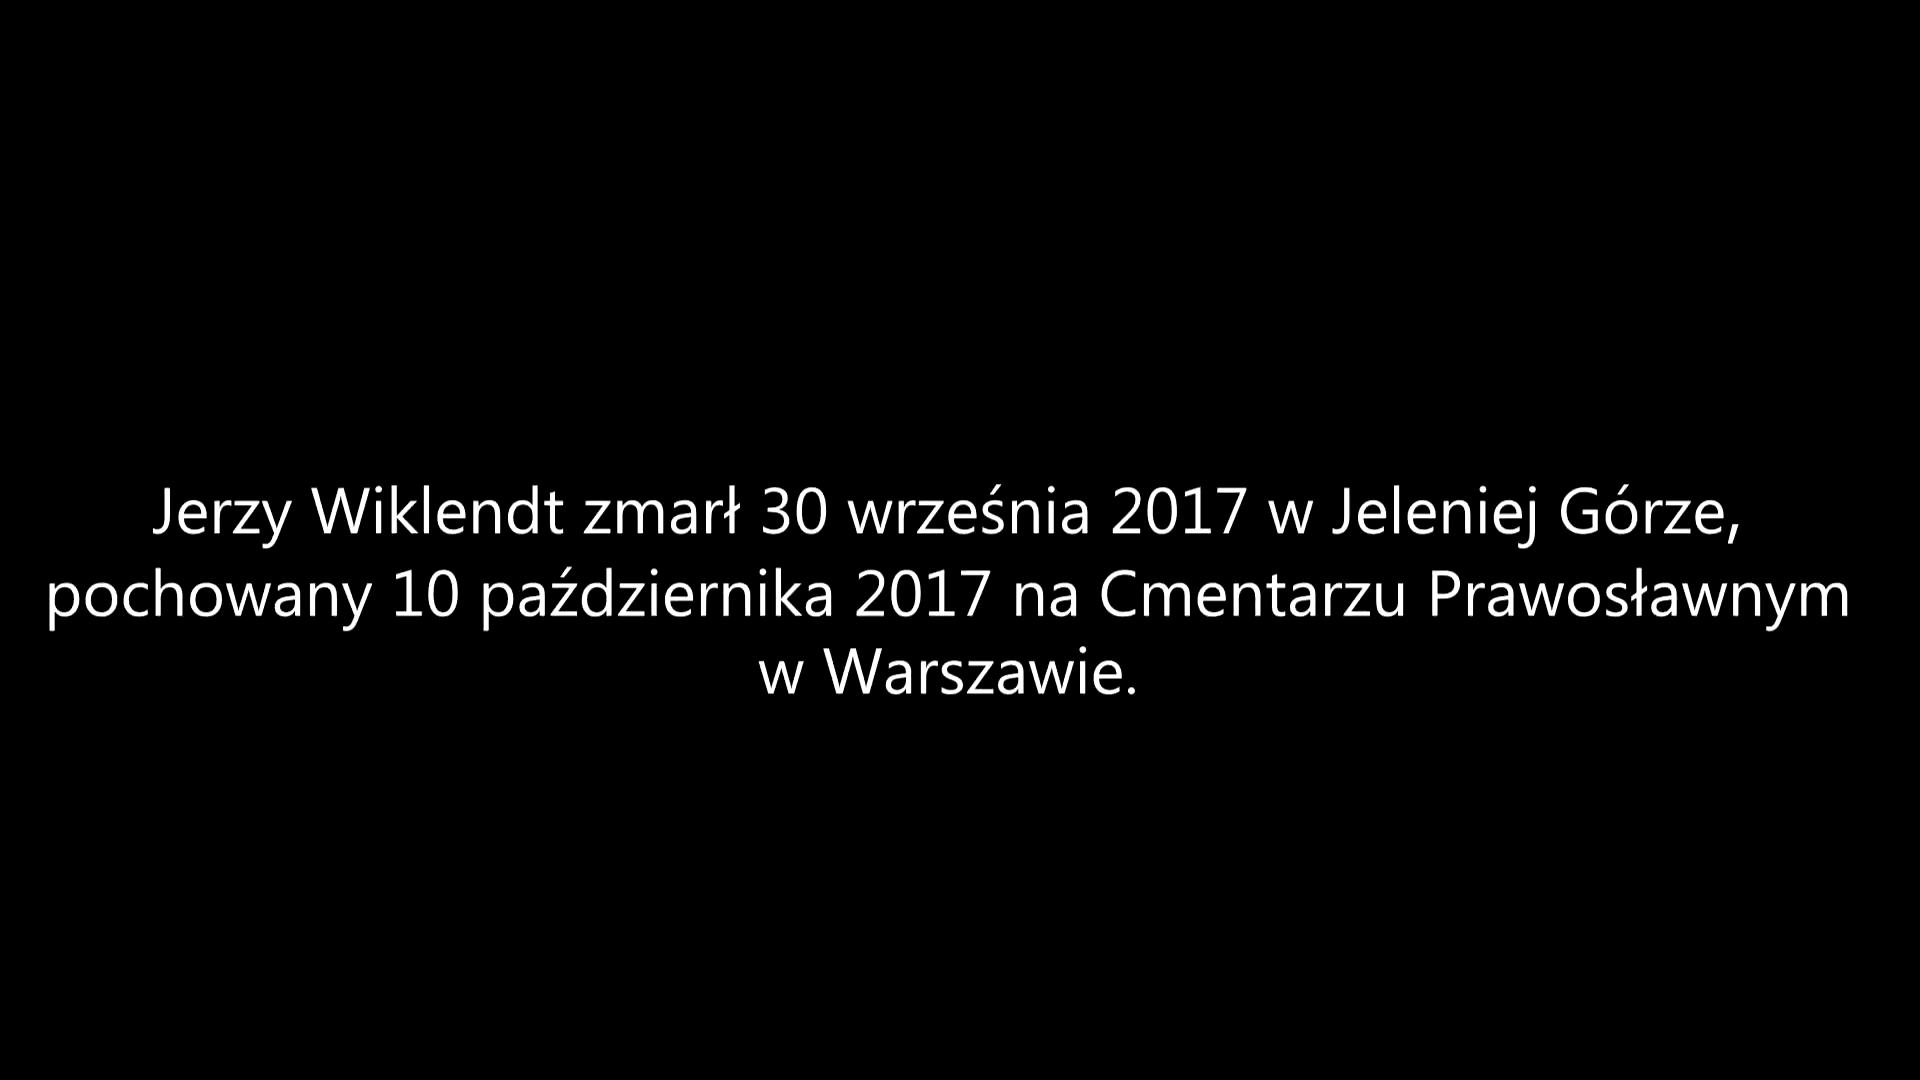 Jerzy Wiklendt zmarł 30 września 2017 w Jeleniej Górze,
pochowany 10 października 2017 na Cmentarzu Prawosławnym
w Warszawie.